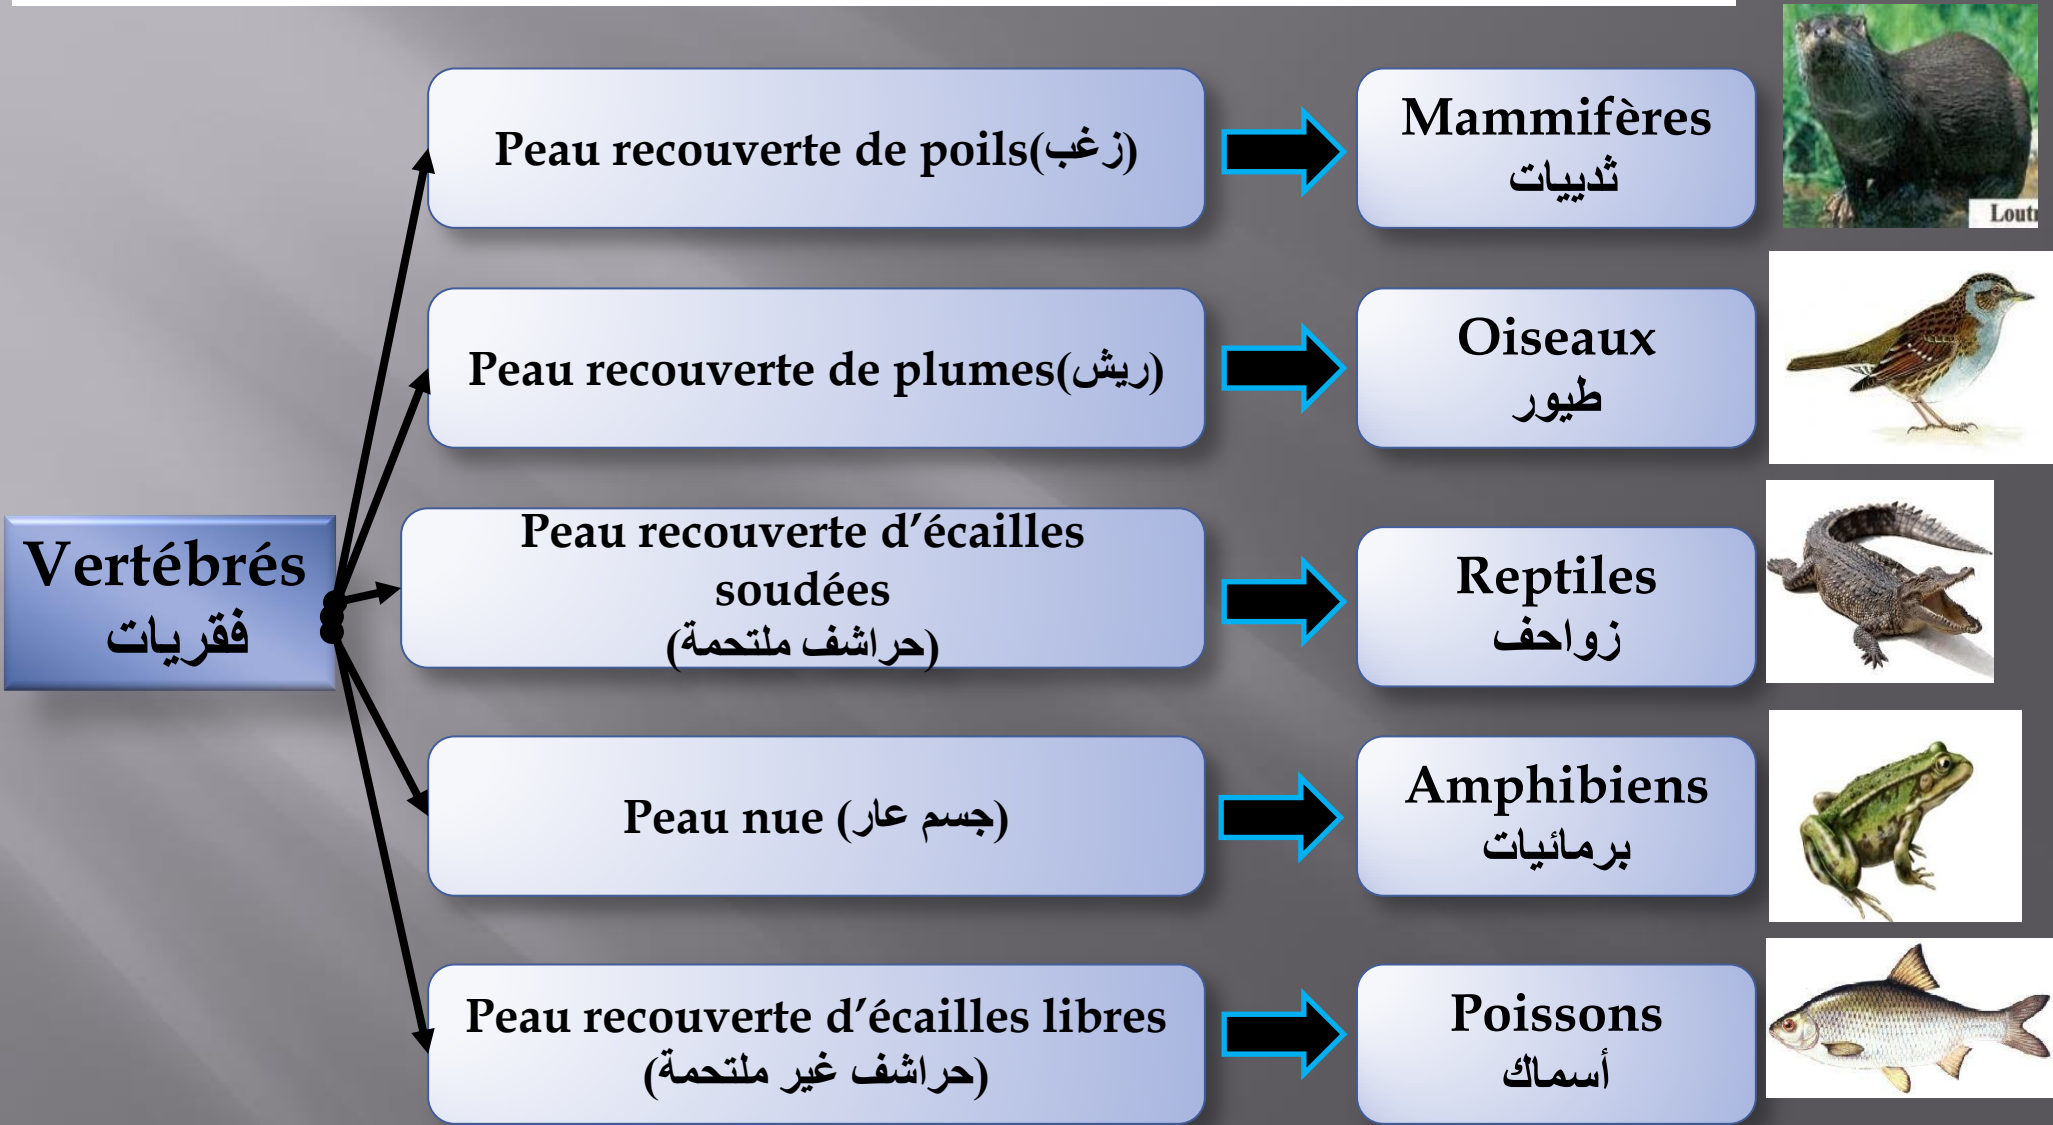 Peau recouverte de poils(زغب)
Mammifères
ثدييات
Peau recouverte de plumes(ريش)
Oiseaux
طيور
Vertébrés
فقريات
Peau recouverte d’écailles
soudées
(حراشف ملتحمة)
Reptiles
زواحف
Peau nue (جسم عار)
Amphibiens
برمائيات
Peau recouverte d’écailles libres
(حراشف غير ملتحمة)
Poissons
أسماك